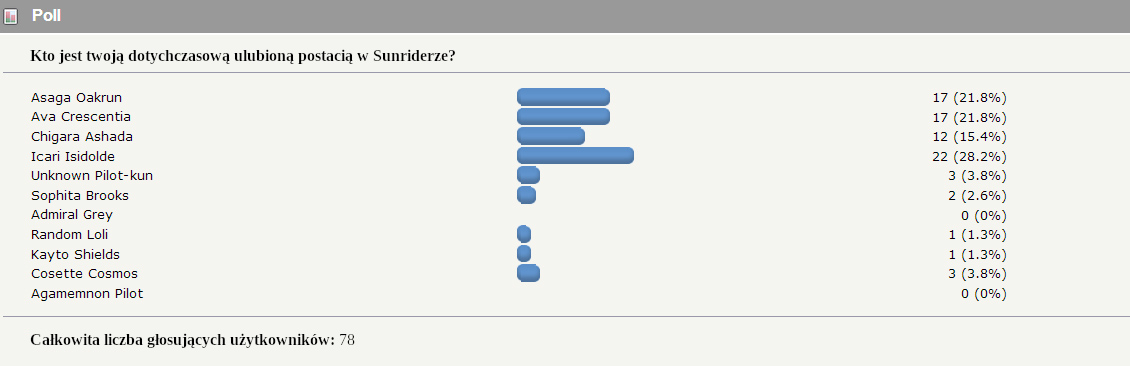 Poll
Kto jest twoją dotychczasową ulubioną postacią w Sunriderze?
Asaga Oakrun 17 (21.8%)
Ava Crescentia 17 (21.8%)
Chigara Ashada 12 (15.4%)
Icari Isidolde 22 (28.2%)
Unknown Pilot-kun 3 (3.8%)
Sophita Brooks 2 (2.6%)
Admiral Grey 0 (0%)
Random Loli 1 (1.3%)
Kayto Shields 1 (1.3%)
Cosette Cosmos 3 (3.8%)
Agamemnon Pilot 0 (0%)
Całkowita liczba głosujących użytkowników: 78